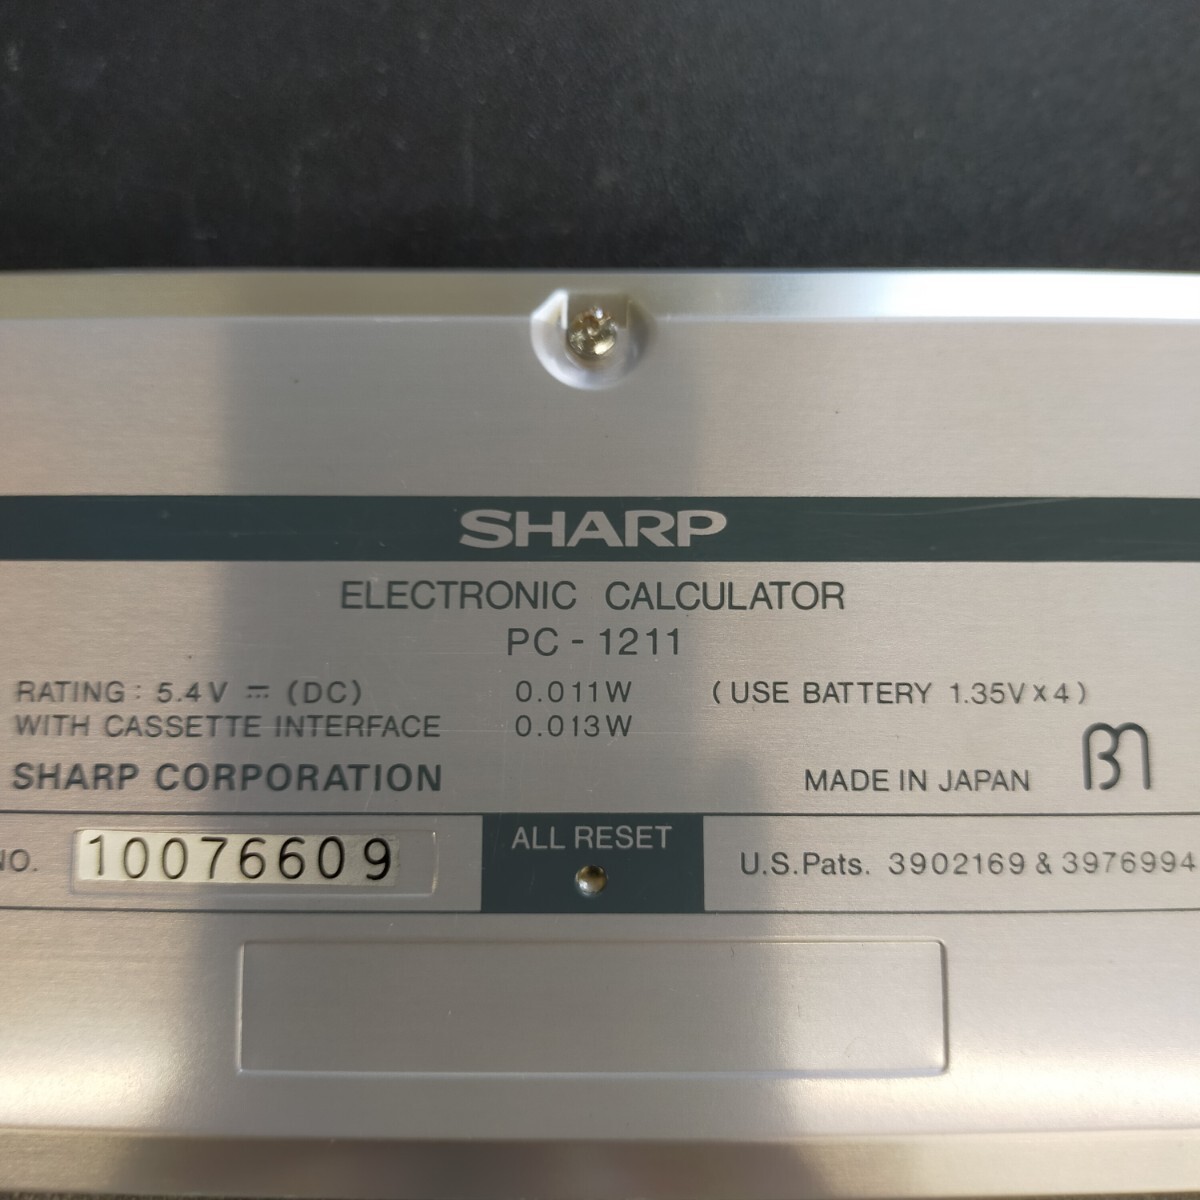 SHARP
ELECTRONIC CALCULATOR
PC - 1211
RATING : 5.4V ⎓ (DC) 0.011W (USE BATTERY 1.35V×4)
WITH CASSETTE INTERFACE 0.013W
SHARP CORPORATION MADE IN JAPAN
NO. 10076609 ALL RESET U.S.Pats. 3902169 & 3976994